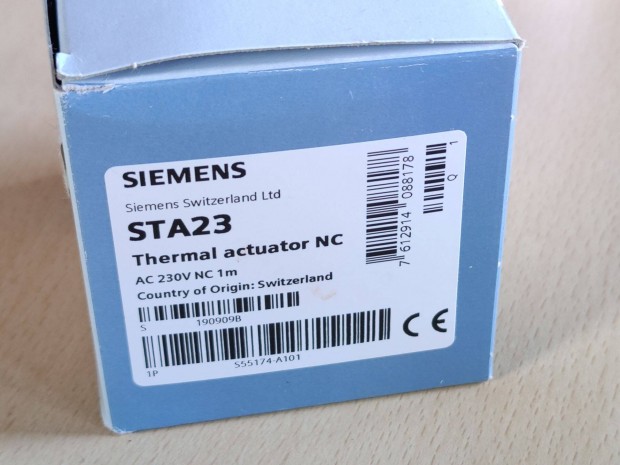 SIEMENS
Siemens Switzerland Ltd
STA23
Thermal actuator NC
AC 230V NC 1m
Country of Origin: Switzerland
S 190909B
1P S55174-A101
7 612914 088178
Q 1
CE